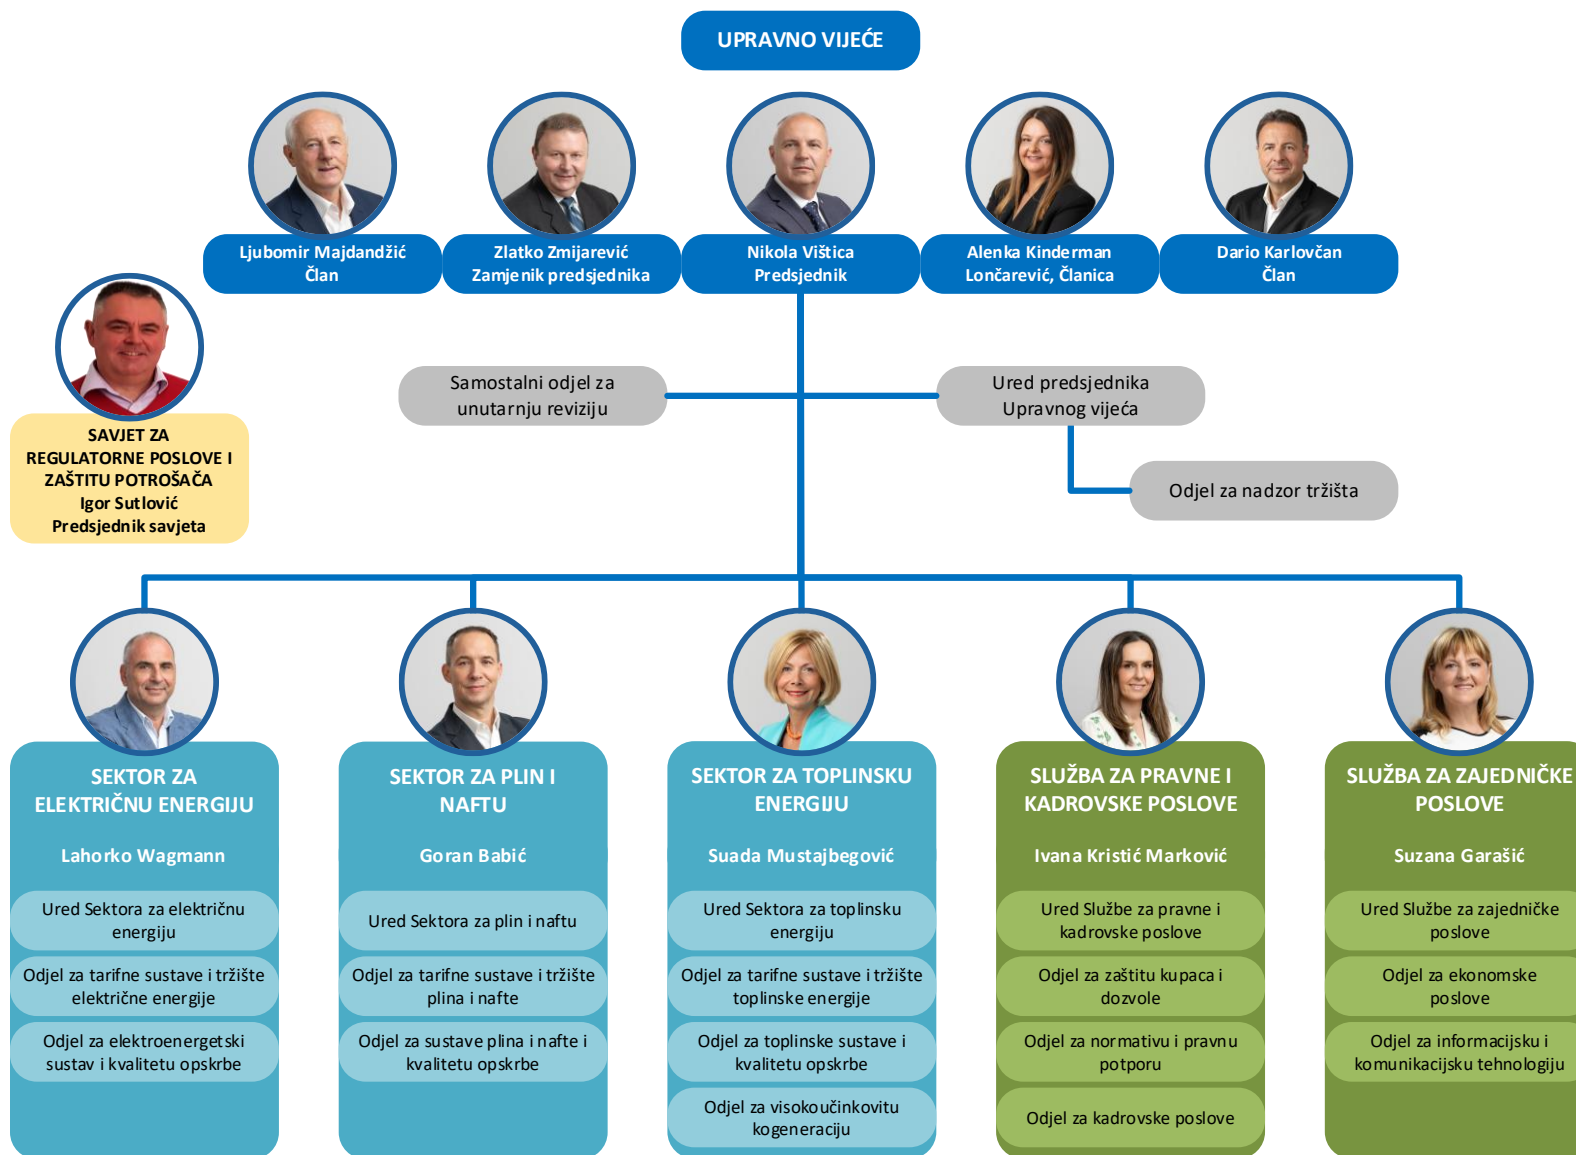 UPRAVNO VIJEĆE
Ljubomir Majdandžić
Član
Zlatko Zmijarević
Zamjenik predsjednika
Nikola Vištica
Predsjednik
Alenka Kinderman
Lončarević, Članica
Dario Karlovčan
Član
SAVJET ZA
REGULATORNE POSLOVE I
ZAŠTITU POTROŠAČA
Igor Sutlović
Predsjednik savjeta
Samostalni odjel za
unutarnju reviziju
Ured predsjednika
Upravnog vijeća
Odjel za nadzor tržišta
SEKTOR ZA
ELEKTRIČNU ENERGIJU
Lahorko Wagmann
Ured Sektora za električnu
energiju
Odjel za tarifne sustave i tržište
električne energije
Odjel za elektroenergetski
sustav i kvalitetu opskrbe
SEKTOR ZA PLIN I
NAFTU
Goran Babić
Ured Sektora za plin i naftu
Odjel za tarifne sustave i tržište
plina i nafte
Odjel za sustave plina i nafte i
kvalitetu opskrbe
SEKTOR ZA TOPLINSKU
ENERGIJU
Suada Mustajbegović
Ured Sektora za toplinsku
energiju
Odjel za tarifne sustave i tržište
toplinske energije
Odjel za toplinske sustave i
kvalitetu opskrbe
Odjel za visokoučinkovitu
kogeneraciju
SLUŽBA ZA PRAVNE I
KADROVSKE POSLOVE
Ivana Kristić Marković
Ured Službe za pravne i
kadrovske poslove
Odjel za zaštitu kupaca i
dozvole
Odjel za normativu i pravnu
potporu
Odjel za kadrovske poslove
SLUŽBA ZA ZAJEDNIČKE
POSLOVE
Suzana Garašić
Ured Službe za zajedničke
poslove
Odjel za ekonomske
poslove
Odjel za informacijsku i
komunikacijsku tehnologiju